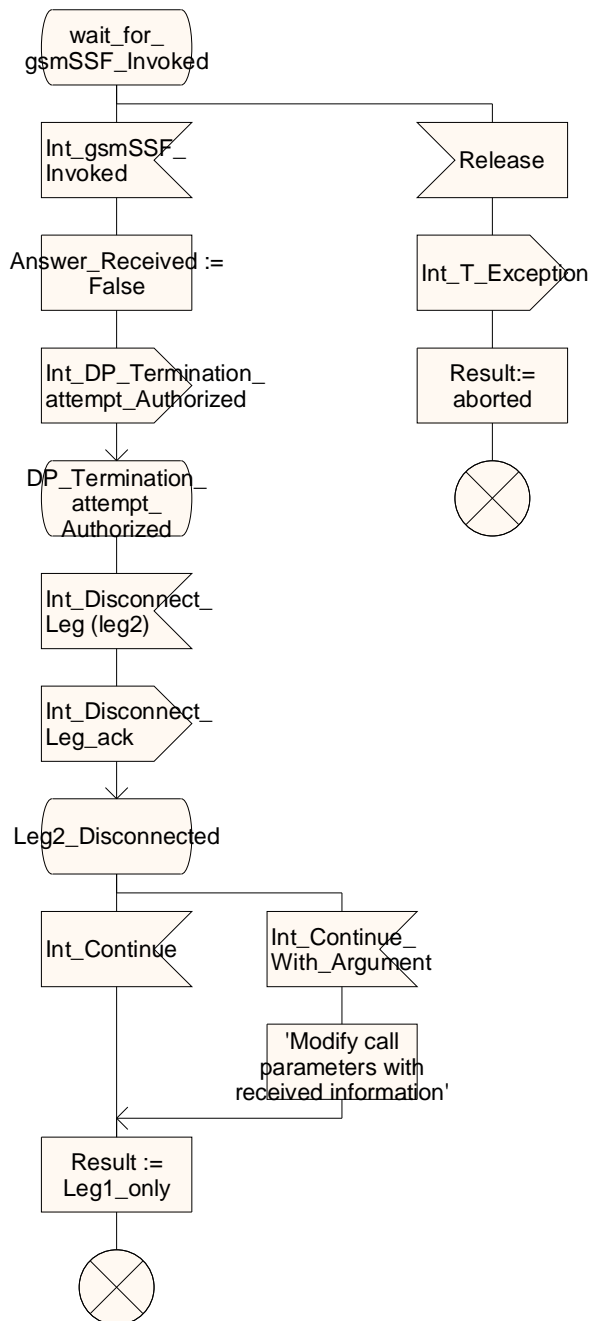 wait_for_
gsmSSF_Invoked
Int_gsmSSF_
Invoked
Release
Answer_Received :=
False
Int_T_Exception
Int_DP_Termination_
attempt_Authorized
Result:=
aborted
DP_Termination_
attempt_
Authorized
Int_Disconnect_
Leg (leg2)
Int_Disconnect_
Leg_ack
Leg2_Disconnected
Int_Continue
Int_Continue_
With_Argument
'Modify call
parameters with
received information'
Result :=
Leg1_only